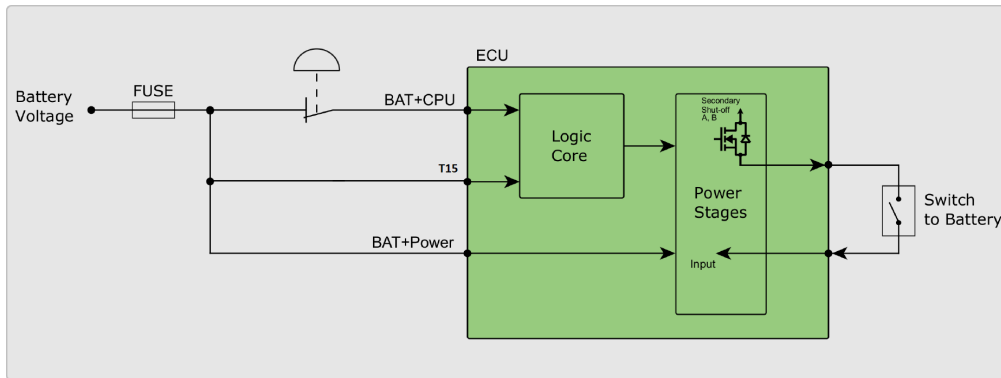 ECU
Battery
Voltage
FUSE
BAT+CPU
T15
BAT+Power
Logic
Core
Secondary
Shut-off
A, B
Power
Stages
Input
Switch
to Battery